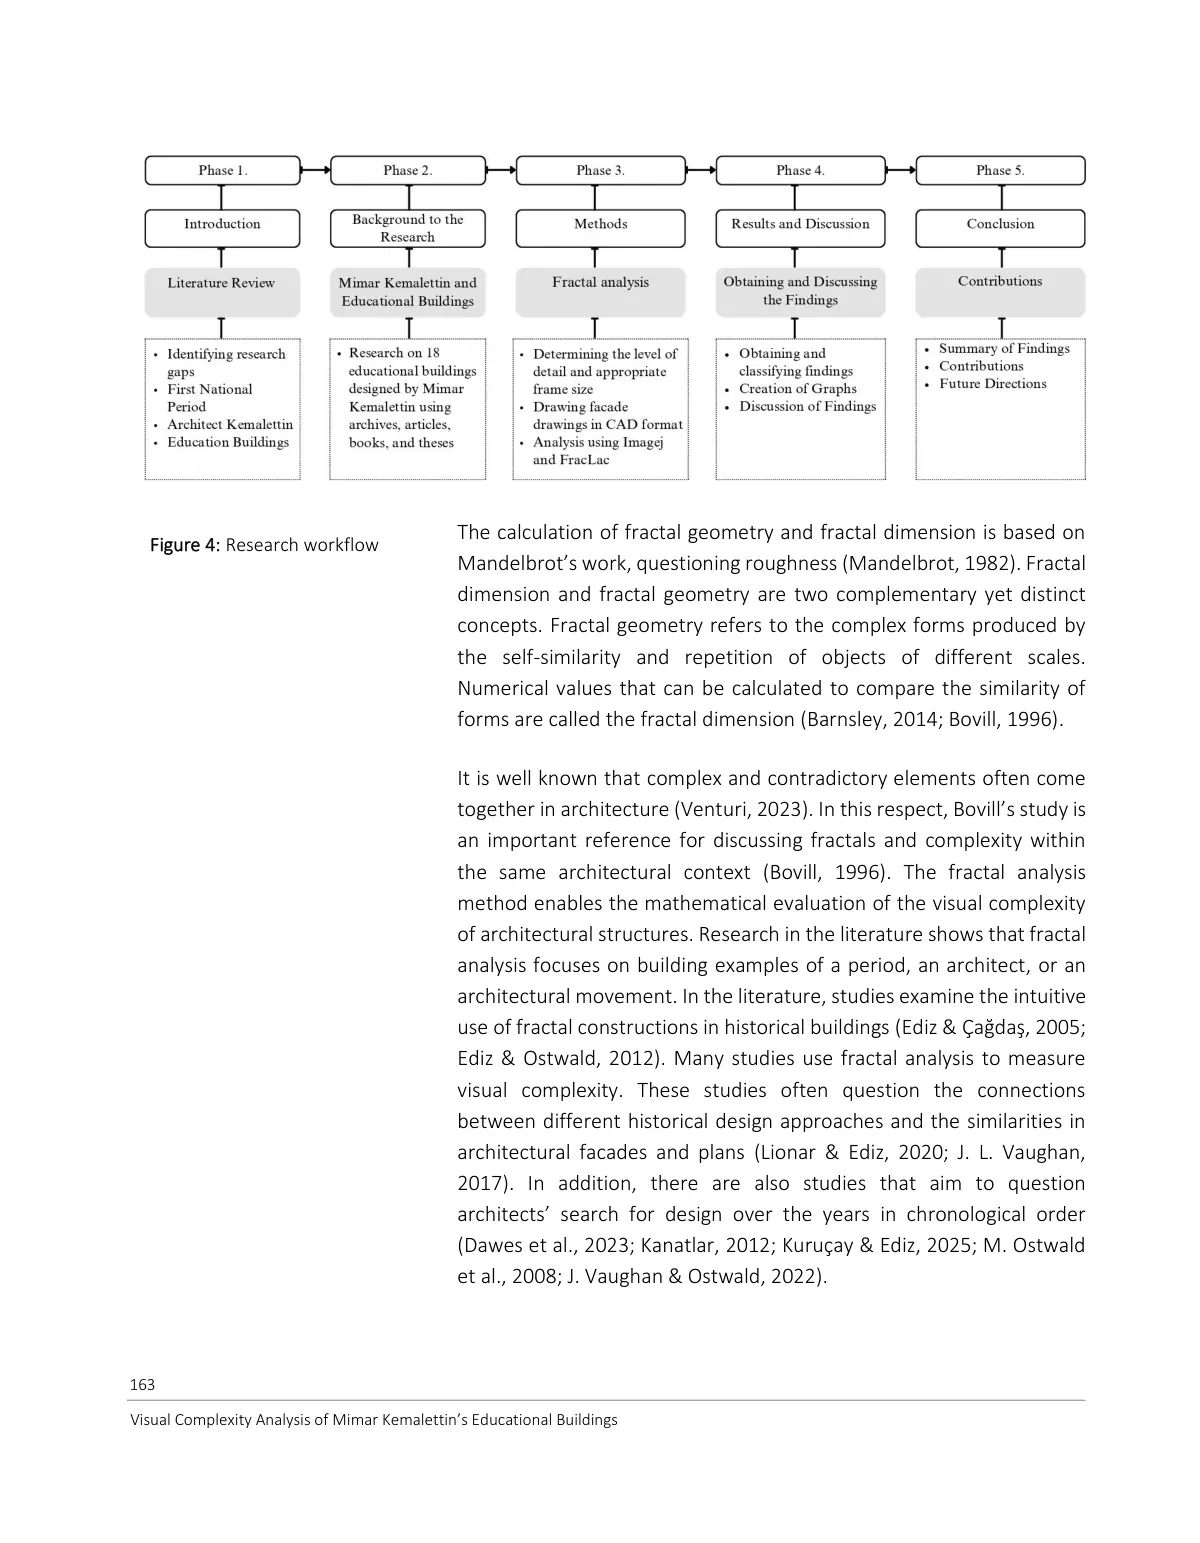 Phase 1.
Phase 2.
Phase 3.
Phase 4.
Phase 5.
Introduction
Background to the
Research
Methods
Results and Discussion
Conclusion
Literature Review
Mimar Kemalettin and
Educational Buildings
Fractal analysis
Obtaining and Discussing
the Findings
Contributions
• Identifying research
gaps
• First National
Period
• Architect Kemalettin
• Education Buildings
• Research on 18
educational buildings
designed by Mimar
Kemalettin using
archives, articles,
books, and theses
• Determining the level of
detail and appropriate
frame size
• Drawing facade
drawings in CAD format
• Analysis using Imagej
and FracLac
• Obtaining and
classifying findings
• Creation of Graphs
• Discussion of Findings
• Summary of Findings
• Contributions
• Future Directions
Figure 4: Research workflow
The calculation of fractal geometry and fractal dimension is based on
Mandelbrot’s work, questioning roughness (Mandelbrot, 1982). Fractal
dimension and fractal geometry are two complementary yet distinct
concepts. Fractal geometry refers to the complex forms produced by
the self-similarity and repetition of objects of different scales.
Numerical values that can be calculated to compare the similarity of
forms are called the fractal dimension (Barnsley, 2014; Bovill, 1996).
It is well known that complex and contradictory elements often come
together in architecture (Venturi, 2023). In this respect, Bovill’s study is
an important reference for discussing fractals and complexity within
the same architectural context (Bovill, 1996). The fractal analysis
method enables the mathematical evaluation of the visual complexity
of architectural structures. Research in the literature shows that fractal
analysis focuses on building examples of a period, an architect, or an
architectural movement. In the literature, studies examine the intuitive
use of fractal constructions in historical buildings (Ediz & Çağdaş, 2005;
Ediz & Ostwald, 2012). Many studies use fractal analysis to measure
visual complexity. These studies often question the connections
between different historical design approaches and the similarities in
architectural facades and plans (Lionar & Ediz, 2020; J. L. Vaughan,
2017). In addition, there are also studies that aim to question
architects’ search for design over the years in chronological order
(Dawes et al., 2023; Kanatlar, 2012; Kuruçay & Ediz, 2025; M. Ostwald
et al., 2008; J. Vaughan & Ostwald, 2022).
163
Visual Complexity Analysis of Mimar Kemalettin’s Educational Buildings